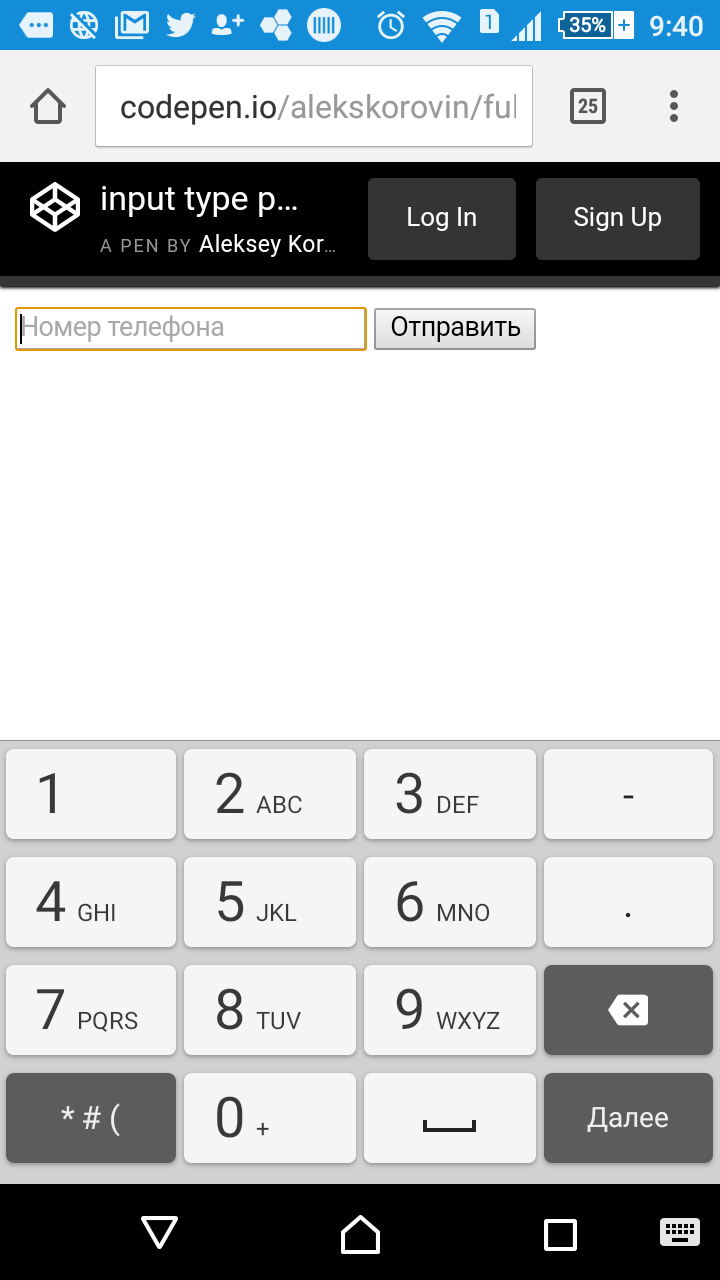 1 35% 9:40
codepen.io/alekskorovin/ful 25
input type p... Log In Sign Up
A PEN BY Aleksey Kor...
Номер телефона Отправить
1 2 ABC 3 DEF -
4 GHI 5 JKL 6 MNO .
7 PQRS 8 TUV 9 WXYZ
* # ( 0 + Далее